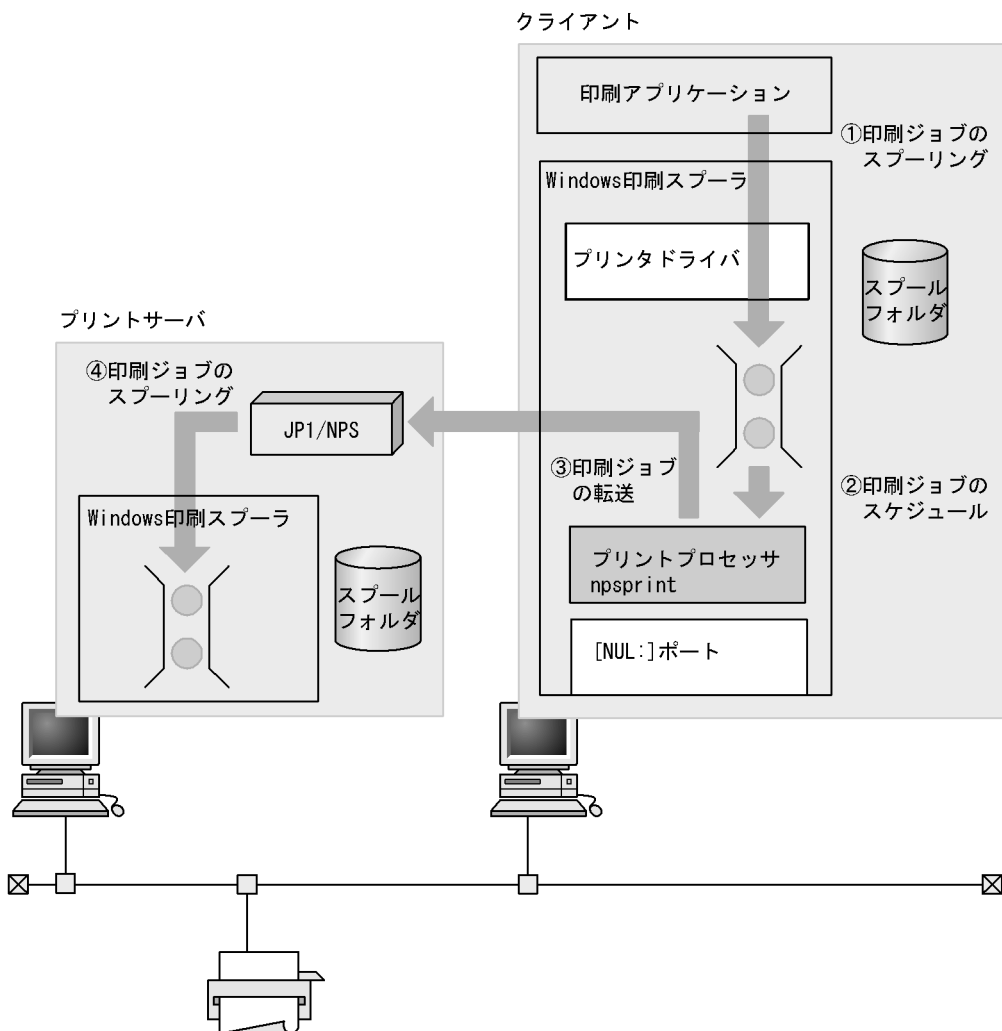 クライアント
印刷アプリケーション
①印刷ジョブの
スプーリング
Windows印刷スプーラ
プリンタドライバ
スプール
フォルダ
プリントサーバ
④印刷ジョブの
スプーリング
JP1/NPS
③印刷ジョブ
の転送
②印刷ジョブの
スケジュール
Windows印刷スプーラ
プリントプロセッサ
npsprint
スプール
フォルダ
[NUL:]ポート